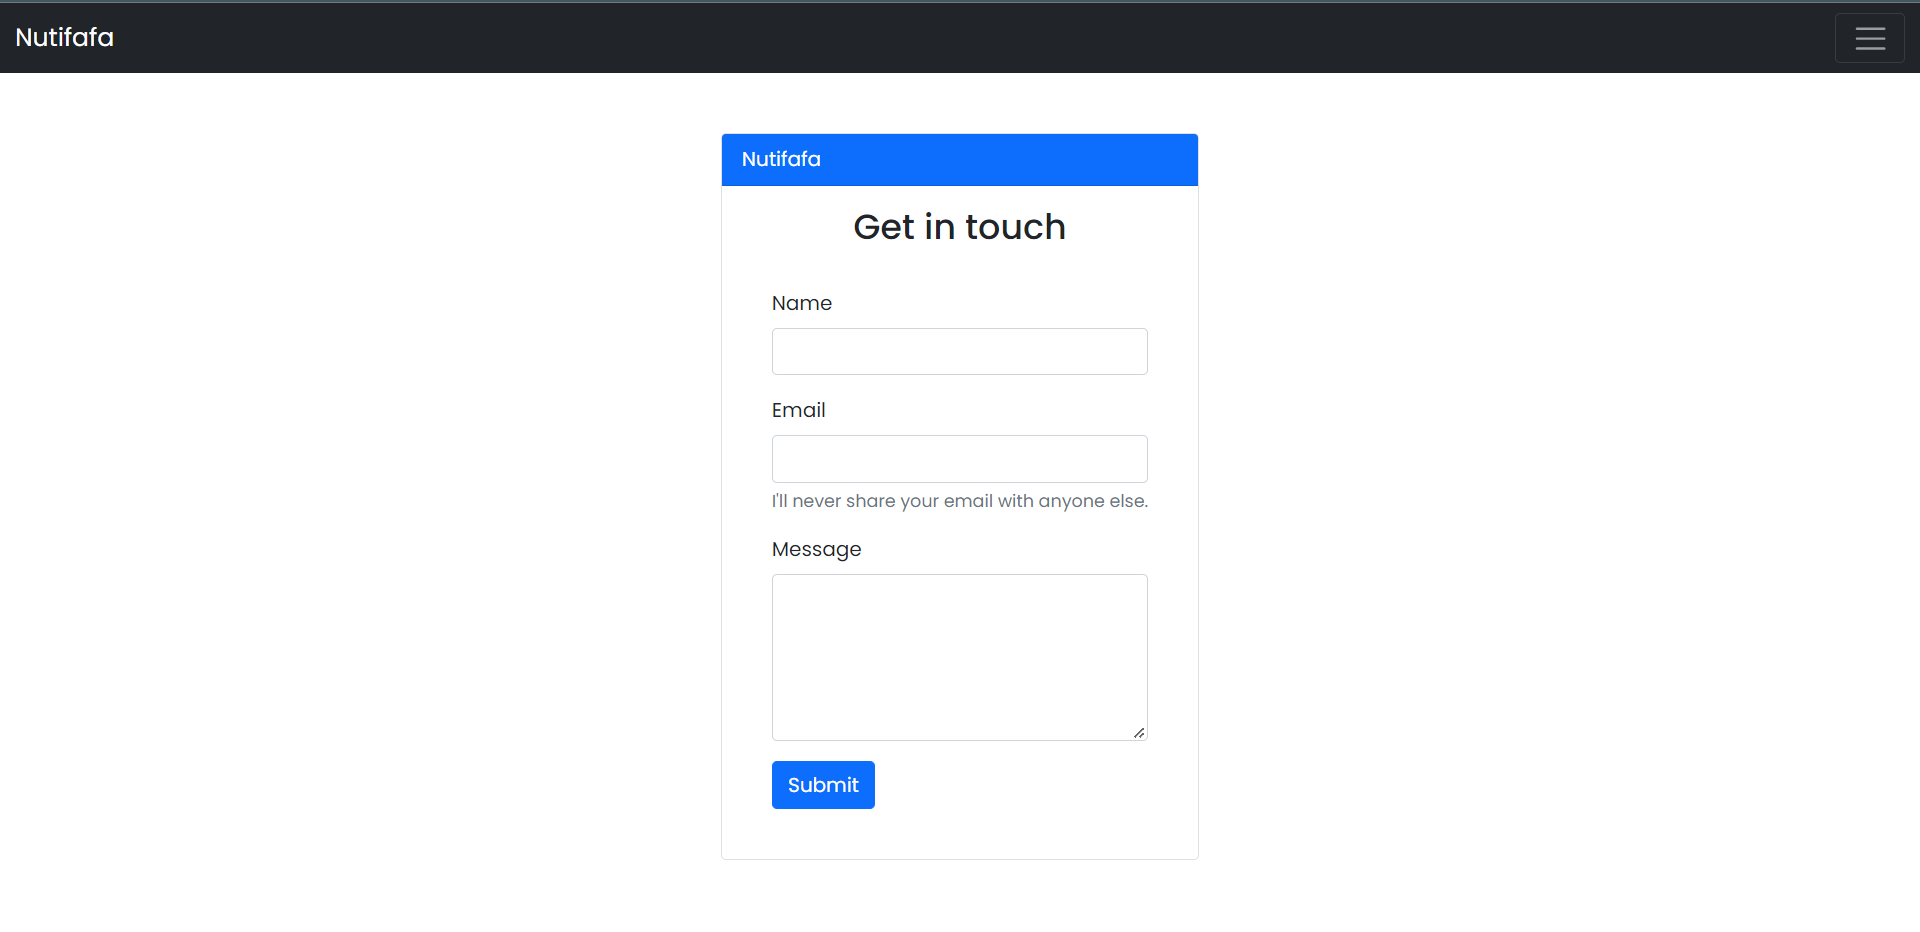 Nutifafa
Nutifafa
Get in touch
Name
Email
I'll never share your email with anyone else.
Message
Submit